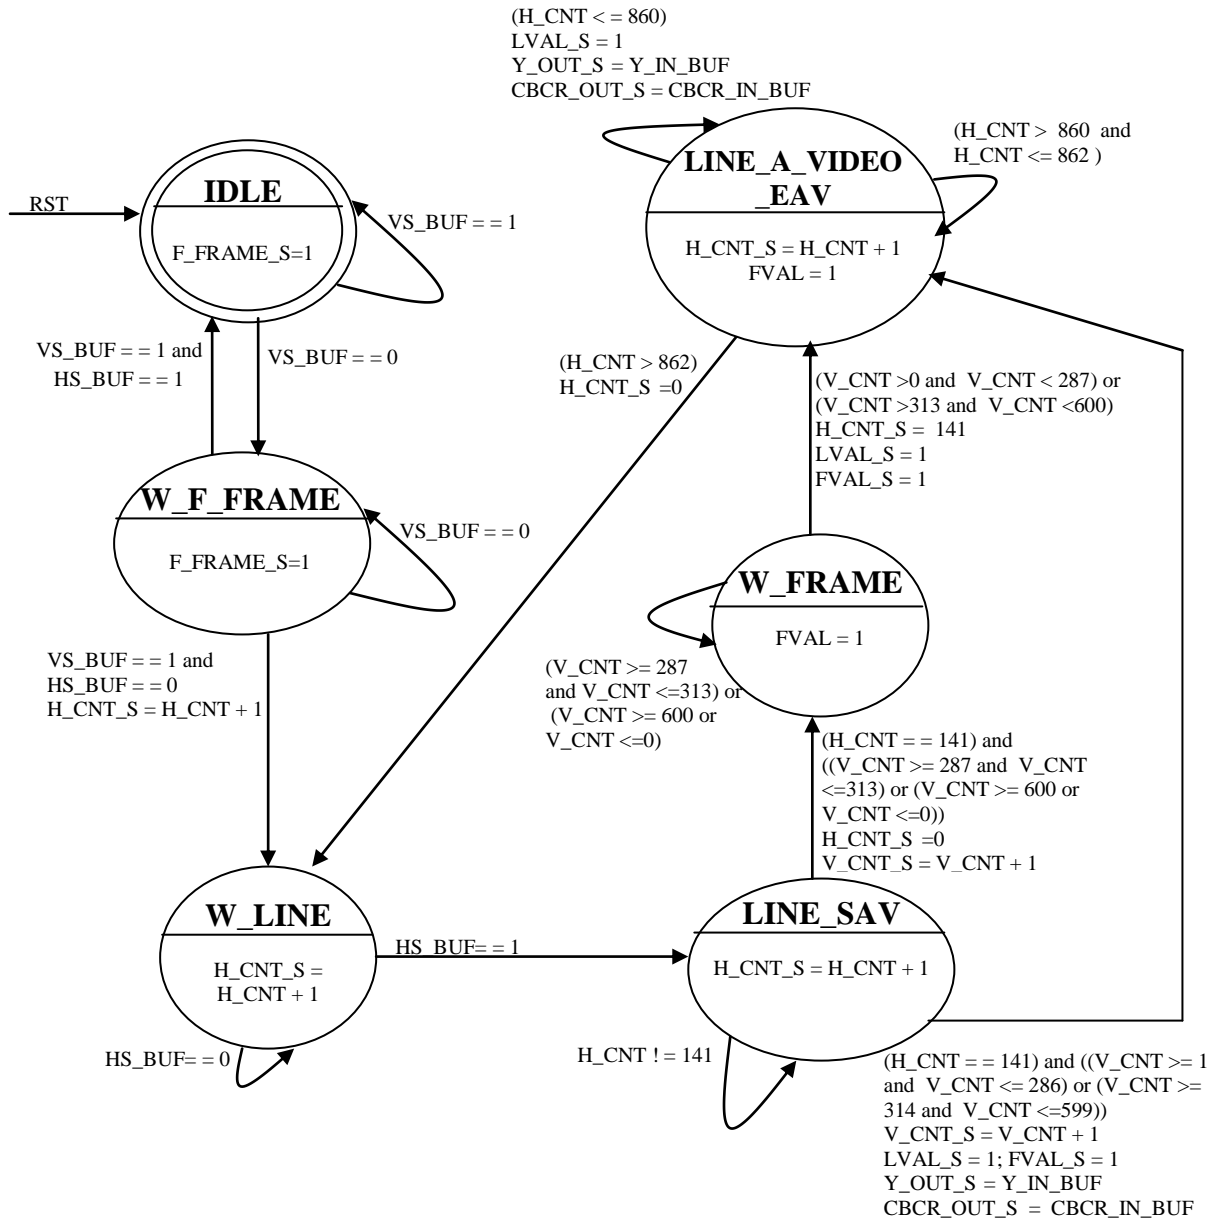 (H_CNT < = 860)
LVAL_S = 1
Y_OUT_S = Y_IN_BUF
CBCR_OUT_S = CBCR_IN_BUF
(H_CNT > 860 and
H_CNT <= 862 )
LINE_A_VIDEO
_EAV
H_CNT_S = H_CNT + 1
FVAL = 1
RST
IDLE
F_FRAME_S=1
VS_BUF = = 1
VS_BUF = = 1 and
HS_BUF = = 1
VS_BUF = = 0
(H_CNT > 862)
H_CNT_S =0
(V_CNT >0 and V_CNT < 287) or
(V_CNT >313 and V_CNT <600)
H_CNT_S = 141
LVAL_S = 1
FVAL_S = 1
W_F_FRAME
F_FRAME_S=1
VS_BUF = = 0
W_FRAME
FVAL = 1
VS_BUF = = 1 and
HS_BUF = = 0
H_CNT_S = H_CNT + 1
(V_CNT >= 287
and V_CNT <=313) or
(V_CNT >= 600 or
V_CNT <=0)
(H_CNT = = 141) and
((V_CNT >= 287 and V_CNT
<=313) or (V_CNT >= 600 or
V_CNT <=0))
H_CNT_S =0
V_CNT_S = V_CNT + 1
W_LINE
H_CNT_S =
H_CNT + 1
HS_BUF= = 1
LINE_SAV
H_CNT_S = H_CNT + 1
HS_BUF= = 0
H_CNT ! = 141
(H_CNT = = 141) and ((V_CNT >= 1
and V_CNT <= 286) or (V_CNT >=
314 and V_CNT <=599))
V_CNT_S = V_CNT + 1
LVAL_S = 1; FVAL_S = 1
Y_OUT_S = Y_IN_BUF
CBCR_OUT_S = CBCR_IN_BUF